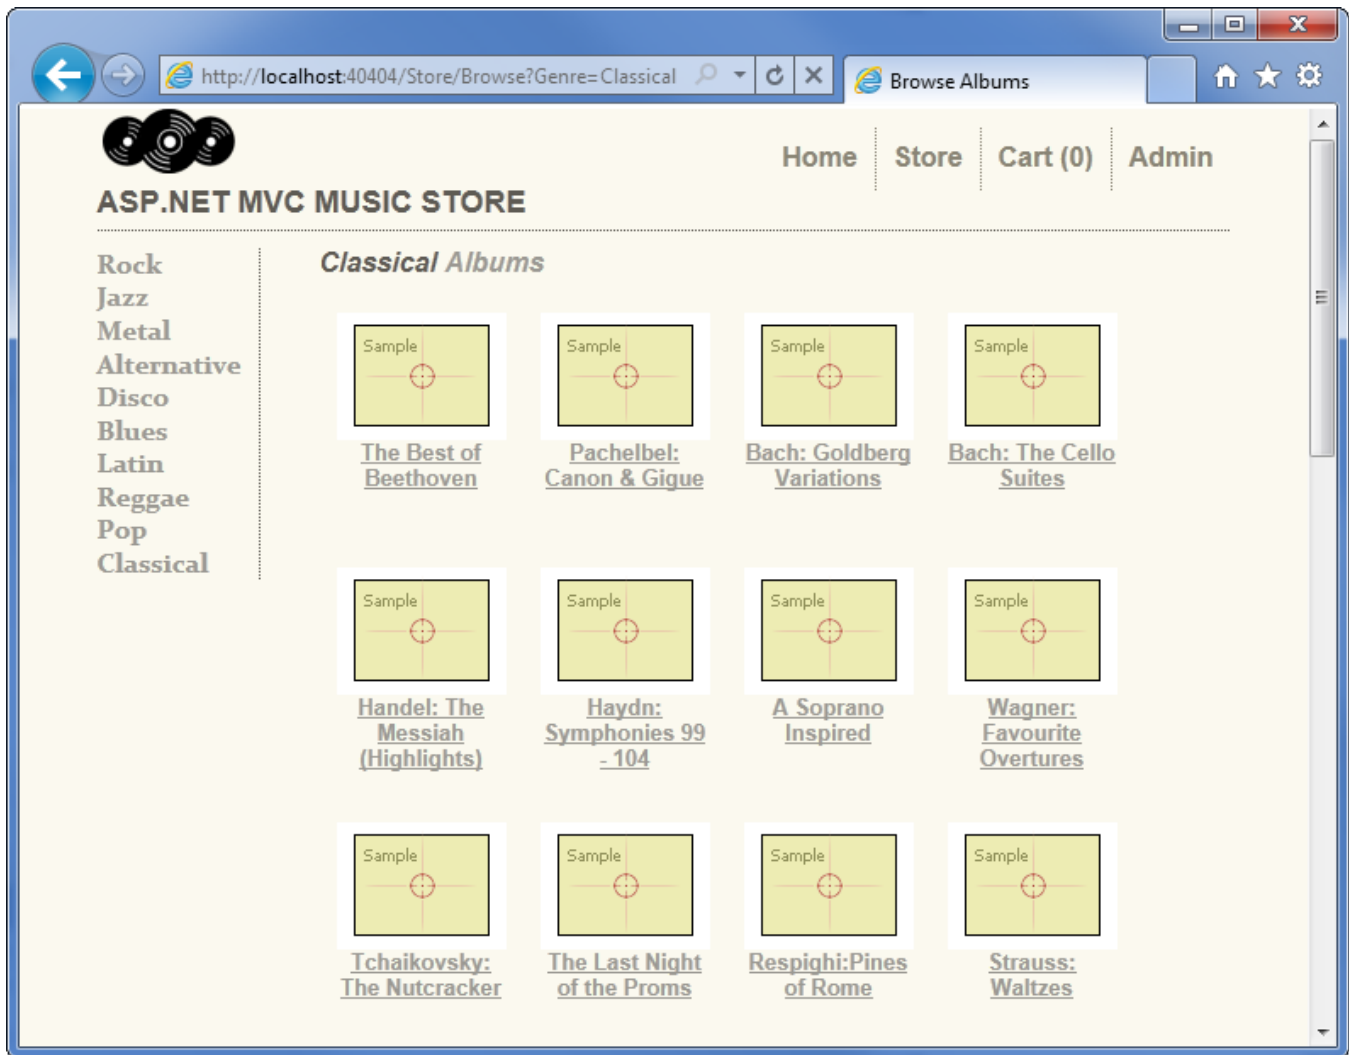 http://localhost:40404/Store/Browse?Genre=Classical
Browse Albums
Home
Store
Cart (0)
Admin
ASP.NET MVC MUSIC STORE
Rock
Jazz
Metal
Alternative
Disco
Blues
Latin
Reggae
Pop
Classical
Classical Albums
Sample
Sample
Sample
Sample
The Best of
Beethoven
Pachelbel:
Canon & Gigue
Bach: Goldberg
Variations
Bach: The Cello
Suites
Sample
Sample
Sample
Sample
Handel: The
Messiah
(Highlights)
Haydn:
Symphonies 99
- 104
A Soprano
Inspired
Wagner:
Favourite
Overtures
Sample
Sample
Sample
Sample
Tchaikovsky:
The Nutcracker
The Last Night
of the Proms
Respighi:Pines
of Rome
Strauss:
Waltzes